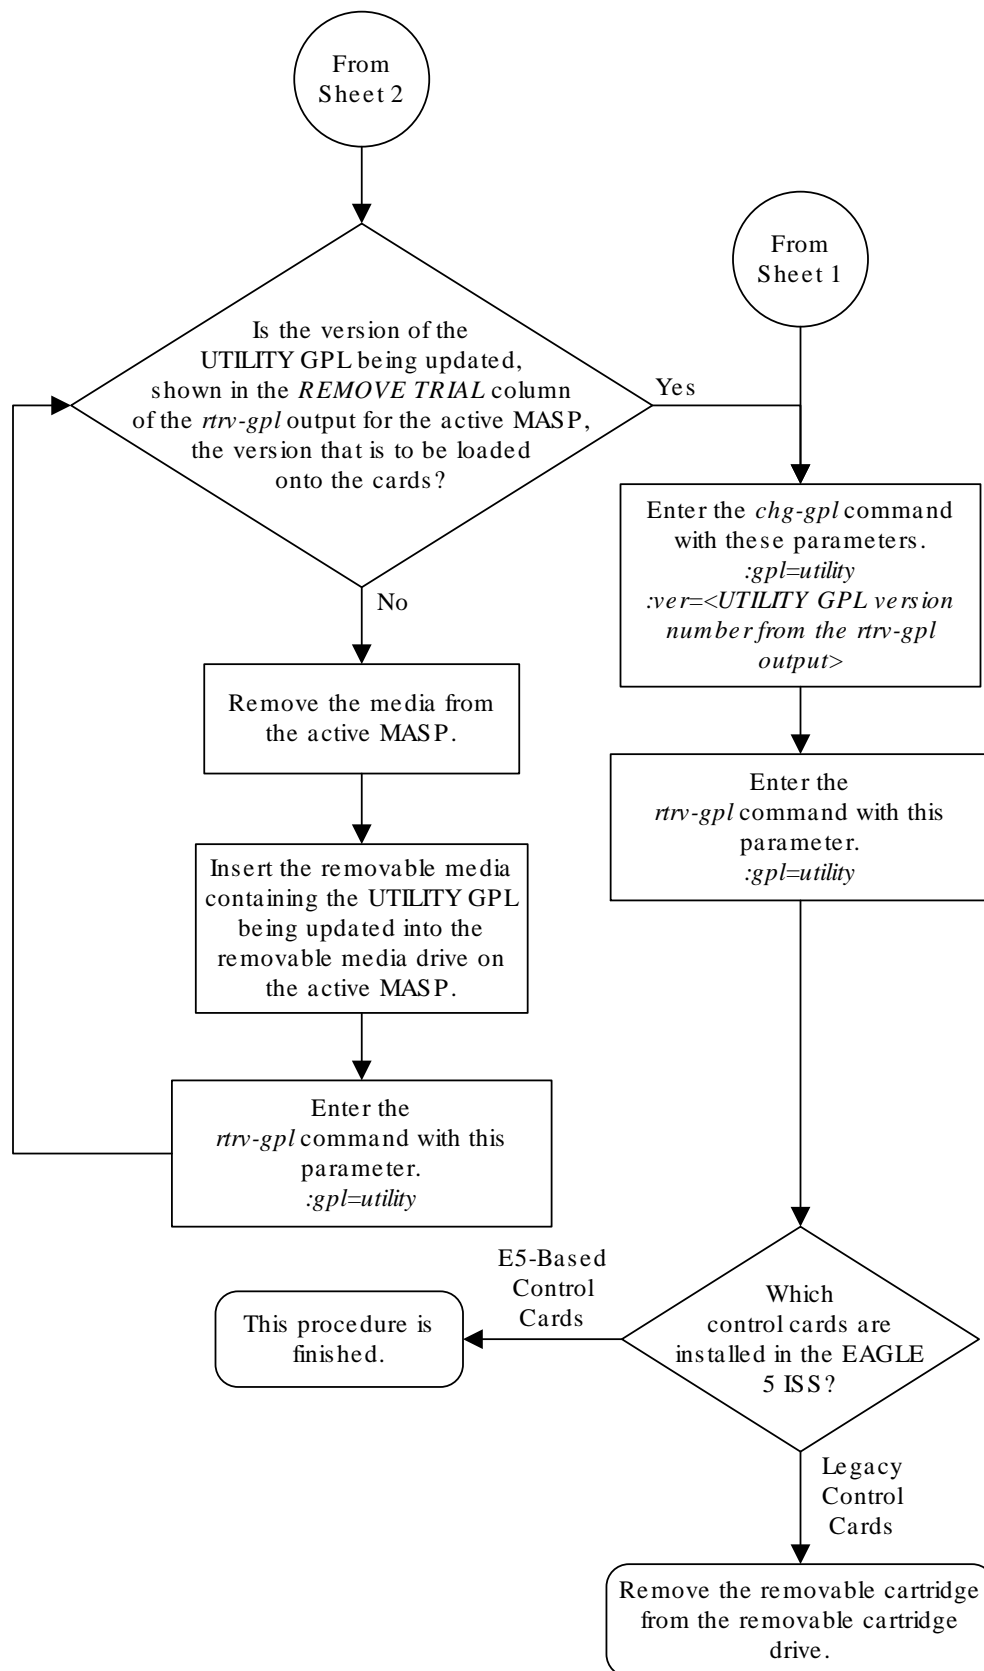 From
Sheet 2
From
Sheet 1
Is the version of the
UTILITY GPL being updated,
shown in the REMOVE TRIAL column
of the rtrv-gpl output for the active MASP,
the version that is to be loaded
onto the cards?
Yes
No
Enter the chg-gpl command
with these parameters.
:gpl=utility
:ver=<UTILITY GPL version
number from the rtrv-gpl
output>
Remove the media from
the active MASP.
Enter the
rtrv-gpl command with this
parameter.
:gpl=utility
Insert the removable media
containing the UTILITY GPL
being updated into the
removable media drive on
the active MASP.
Enter the
rtrv-gpl command with this
parameter.
:gpl=utility
E5-Based
Control
Cards
This procedure is
finished.
Which
control cards are
installed in the EAGLE
5 ISS?
Legacy
Control
Cards
Remove the removable cartridge
from the removable cartridge
drive.